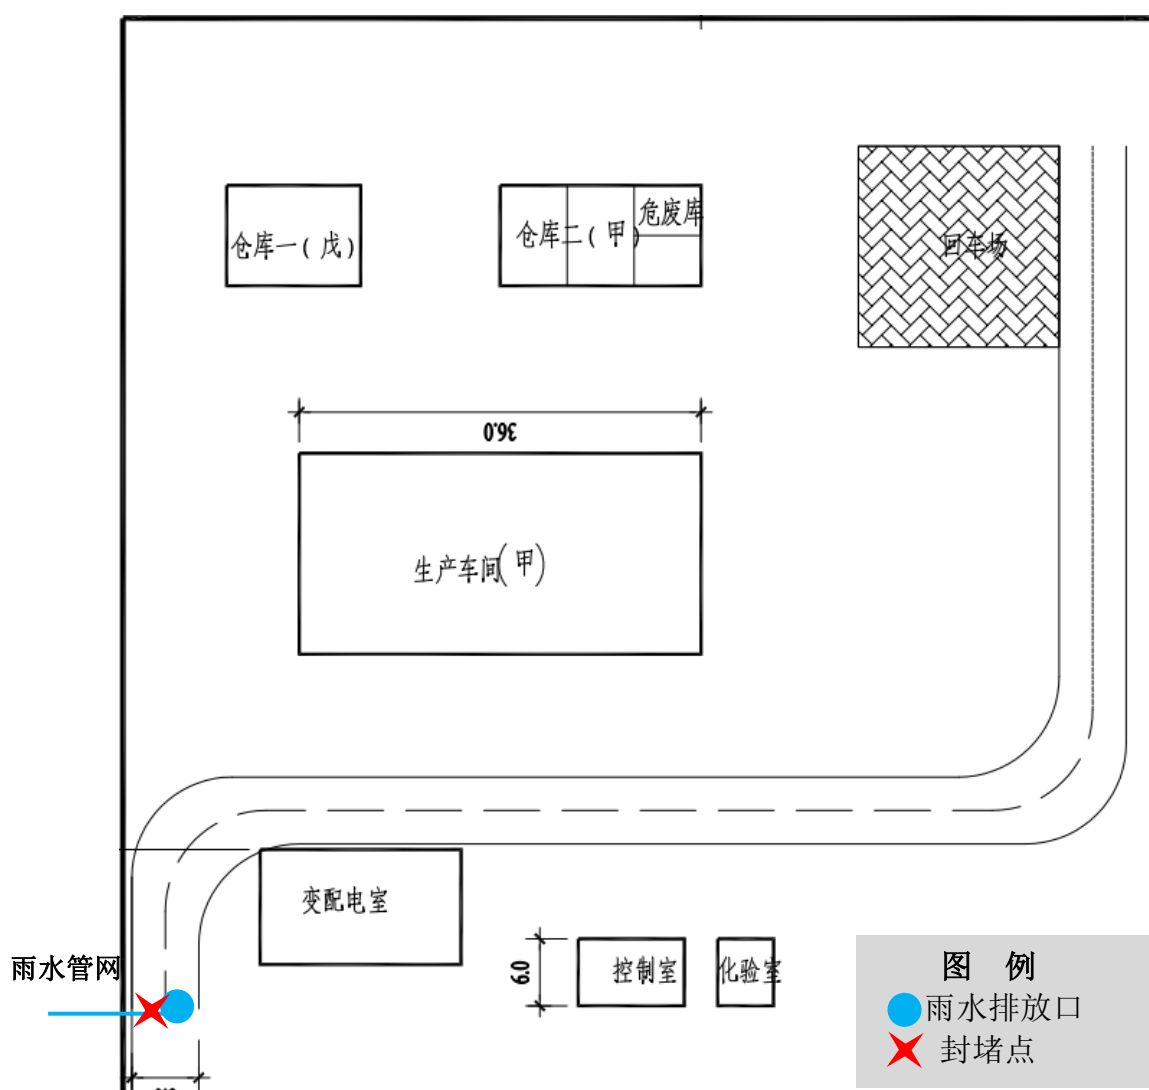 仓库一(戊)
仓库二(甲)
危废库
回车场
36.0
生产车间(甲)
变配电室
雨水管网
6.0
控制室
化验室
图 例
雨水排放口
封堵点